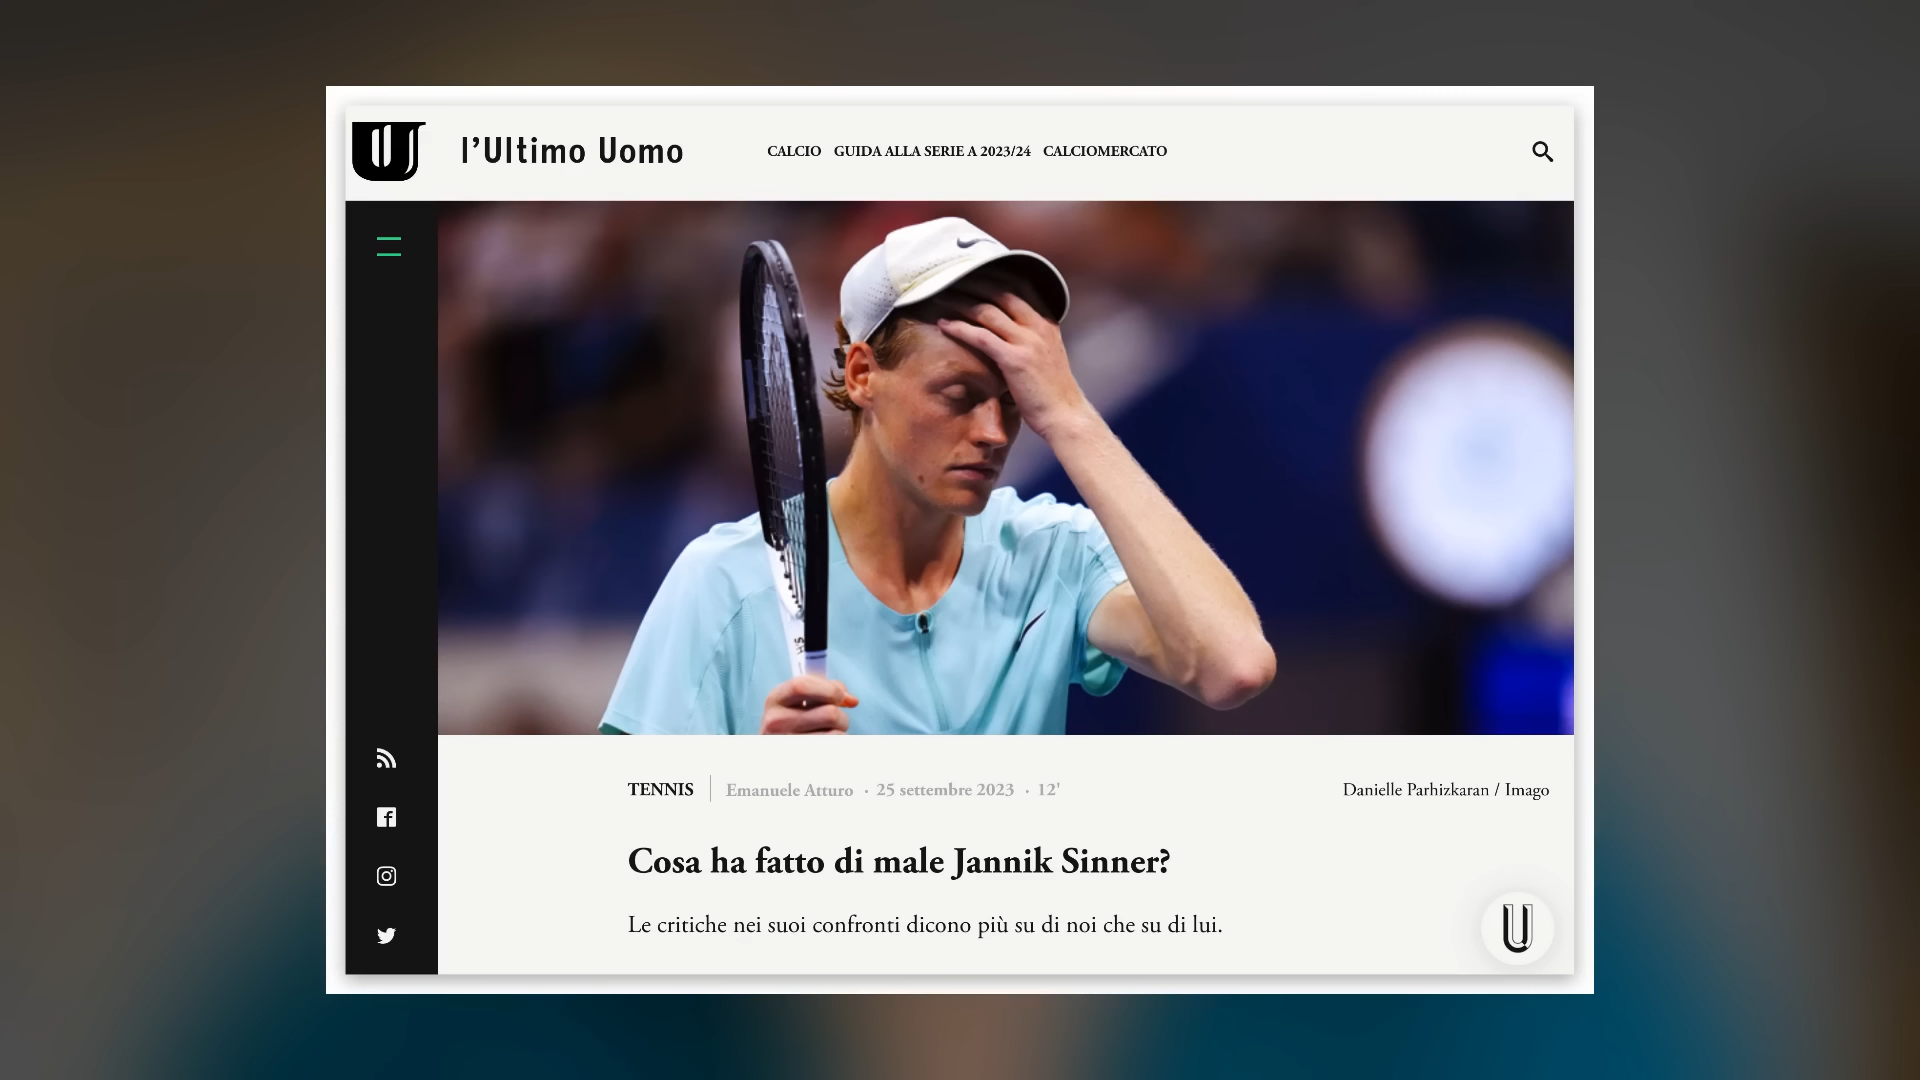 l'Ultimo Uomo
CALCIO GUIDA ALLA SERIE A 2023/24 CALCIOMERCATO
TENNIS Emanuele Atturo · 25 settembre 2023 · 12' Danielle Parhizkaran / Imago
Cosa ha fatto di male Jannik Sinner?
Le critiche nei suoi confronti dicono più su di noi che su di lui.